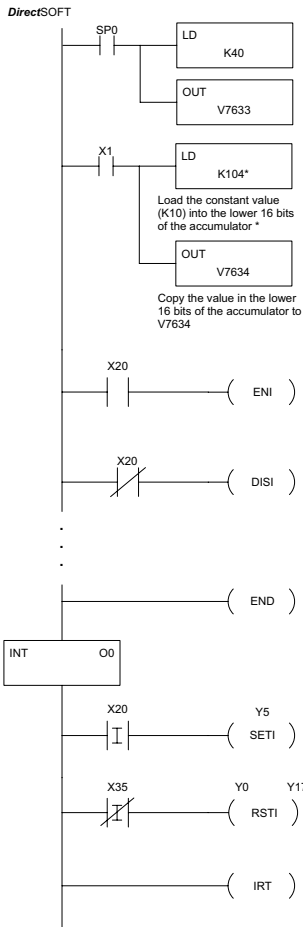 DirectSOFT
SP0
LD
K40
OUT
V7633
X1
LD
K104*
Load the constant value
(K10) into the lower 16 bits
of the accumulator *
OUT
V7634
Copy the value in the lower
16 bits of the accumulator to
V7634
X20
ENI
X20
DISI
END
INT O0
X20 Y5
SETI
X35 Y0 Y17
RSTI
IRT